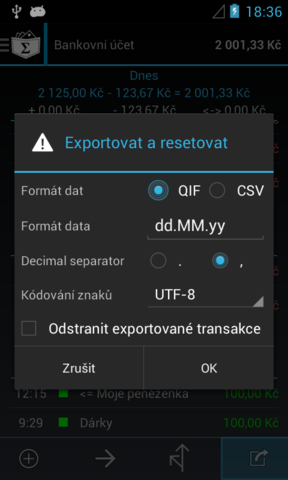 18:36
Bankovní účet 2 001,33 Kč
Dnes
2 125,00 Kč - 123,67 Kč = 2 001,33 Kč
+ 0,00 Kč - 123,67 Kč <-> 0,00 Kč
Exportovat a resetovat
Formát dat QIF CSV
Formát data dd.MM.yy
Decimal separator . ,
Kódování znaků UTF-8
Odstranit exportované transakce
Zrušit OK
12:15 <= Moje peněženka 100,00 Kč
9:29 Dárky 100,00 Kč